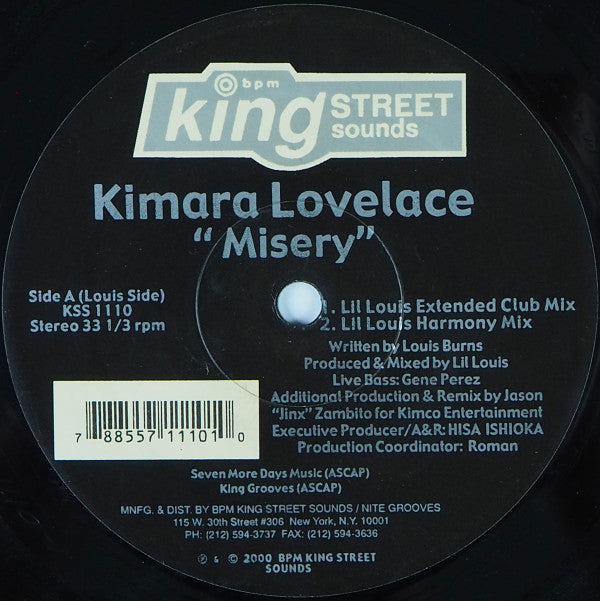 bpm
king STREET
sounds
Kimara Lovelace
“Misery”
Side A (Louis Side)
KSS 1110
Stereo 33 1/3 rpm
1. Lil Louis Extended Club Mix
2. Lil Louis Harmony Mix
Written by Louis Burns
Produced & Mixed by Lil Louis
Live Bass: Gene Perez
Additional Production & Remix by Jason
“Jinx” Zambito for Kimco Entertainment
Executive Producer/A&R: HISA ISHIOKA
Production Coordinator: Roman
7 88557 11101 0
Seven More Days Music (ASCAP)
King Grooves (ASCAP)
MNFG. & DIST. BY BPM KING STREET SOUNDS / NITE GROOVES
115 W. 30th Street #306 New York, N.Y. 10001
PH: (212) 594-3737 FAX: (212) 594-3636
℗ & © 2000 BPM KING STREET
SOUNDS